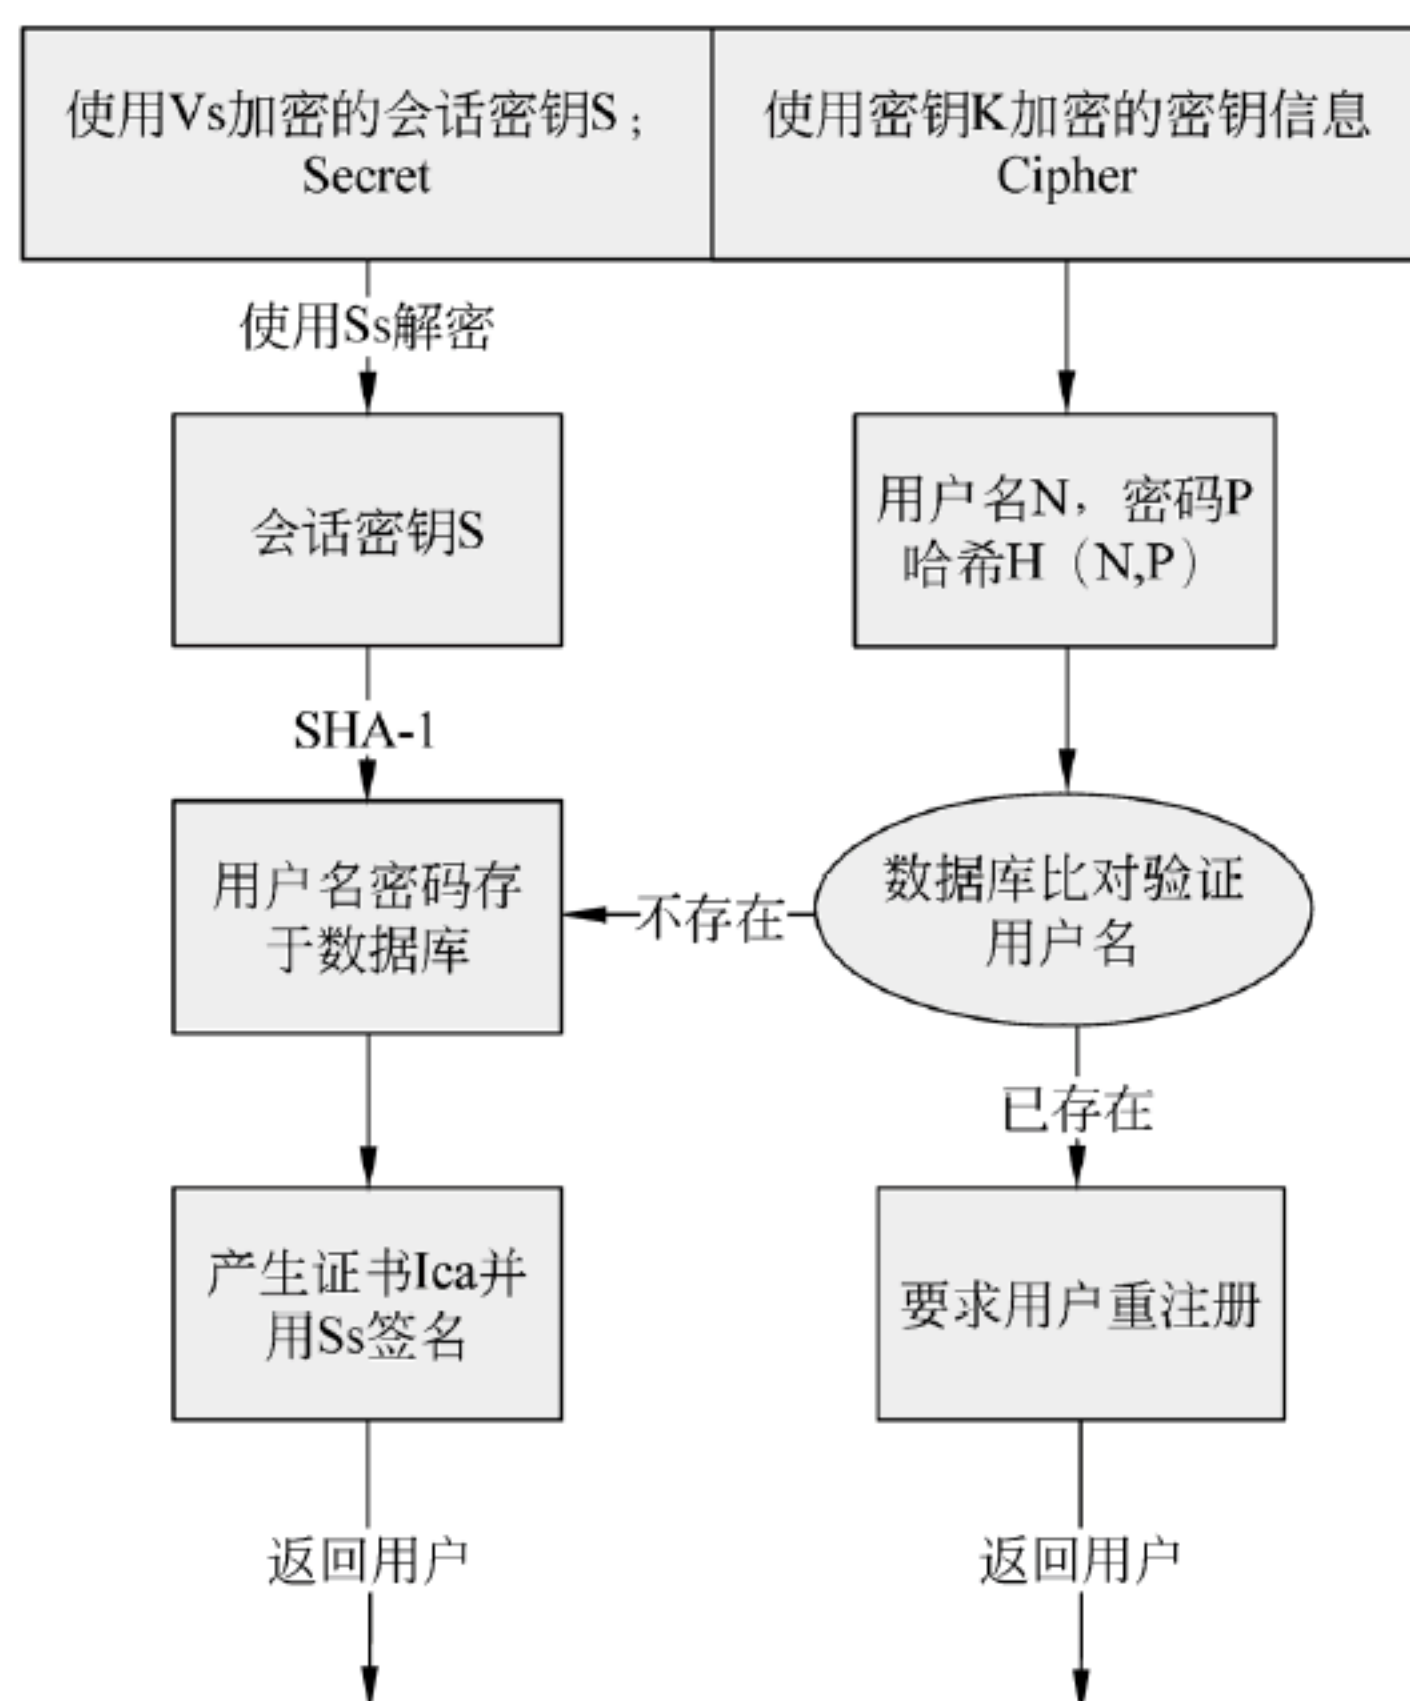 使用Vs加密的会话密钥S；
Secret
使用密钥K加密的密钥信息
Cipher
使用Ss解密
会话密钥S
用户名N，密码P
哈希H（N,P）
SHA-1
用户名密码存
于数据库
不存在
数据库比对验证
用户名
已存在
产生证书Ica并
用Ss签名
要求用户重注册
返回用户
返回用户